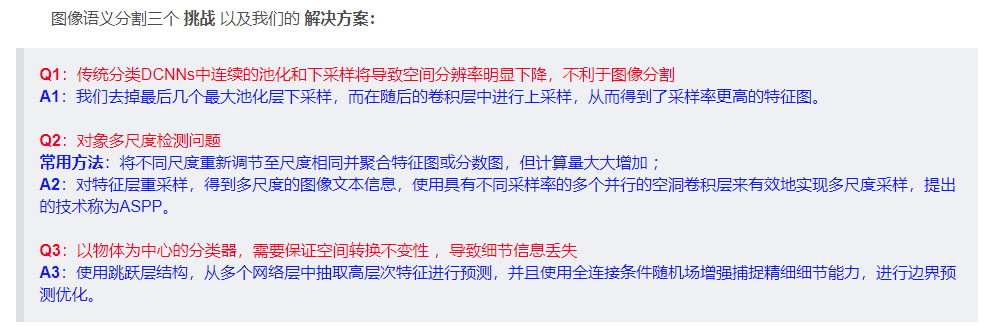 图像语义分割三个 挑战 以及我们的 解决方案:
Q1：传统分类DCNNs中连续的池化和下采样将导致空间分辨率明显下降，不利于图像分割
A1：我们去掉最后几个最大池化层下采样，而在随后的卷积层中进行上采样，从而得到了采样率更高的特征图。
Q2：对象多尺度检测问题
常用方法：将不同尺度重新调节至尺度相同并聚合特征图或分数图，但计算量大大增加；
A2：对特征层重采样，得到多尺度的图像文本信息，使用具有不同采样率的多个并行的空洞卷积层来有效地实现多尺度采样，提出
的技术称为ASPP。
Q3：以物体为中心的分类器，需要保证空间转换不变性 ，导致细节信息丢失
A3：使用跳跃层结构，从多个网络层中抽取高层次特征进行预测，并且使用全连接条件随机场增强捕捉精细细节能力，进行边界预
测优化。